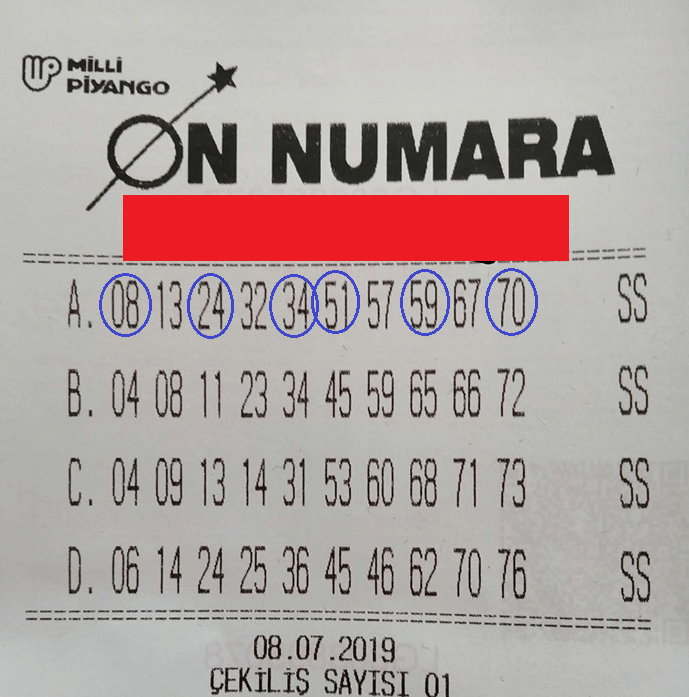 MİLLİ
PİYANGO
ON NUMARA
A. 08 13 24 32 34 51 57 59 67 70 SS
B. 04 08 11 23 34 45 59 65 66 72 SS
C. 04 09 13 14 31 53 60 68 71 73 SS
D. 06 14 24 25 36 45 46 62 70 76 SS
08.07.2019
ÇEKİLİŞ SAYISI 01